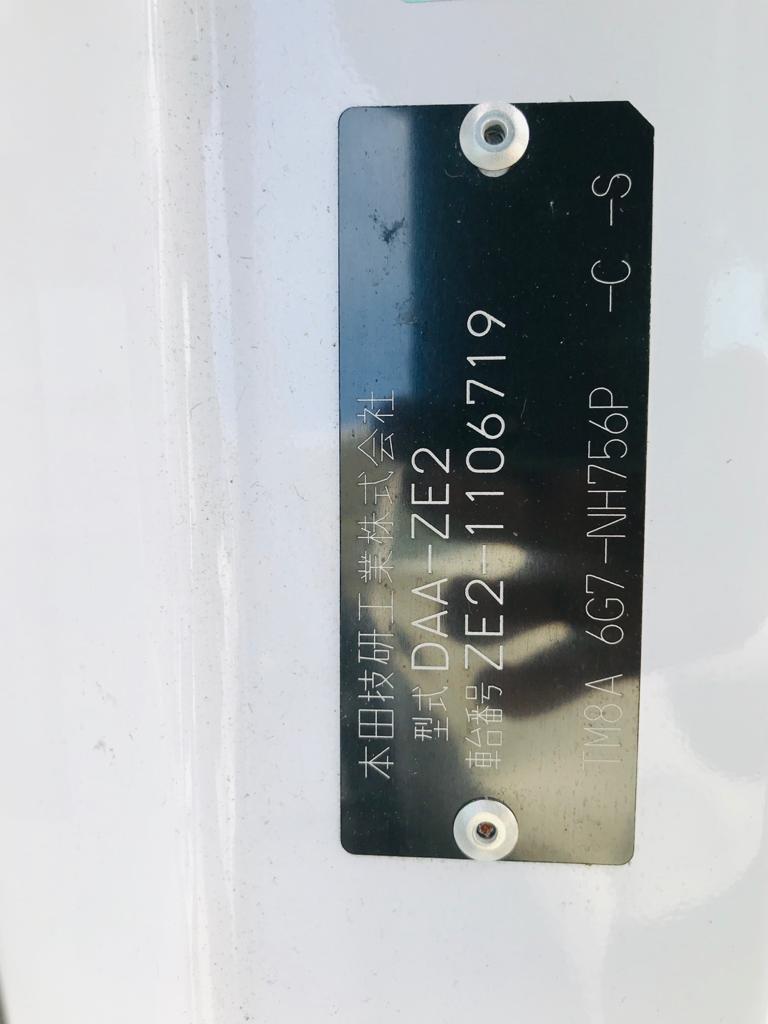 本田技研工業株式会社
型式 DAA-ZE2
車台番号 ZE2-1106719
TM8A 6G7-NH756P -C -S